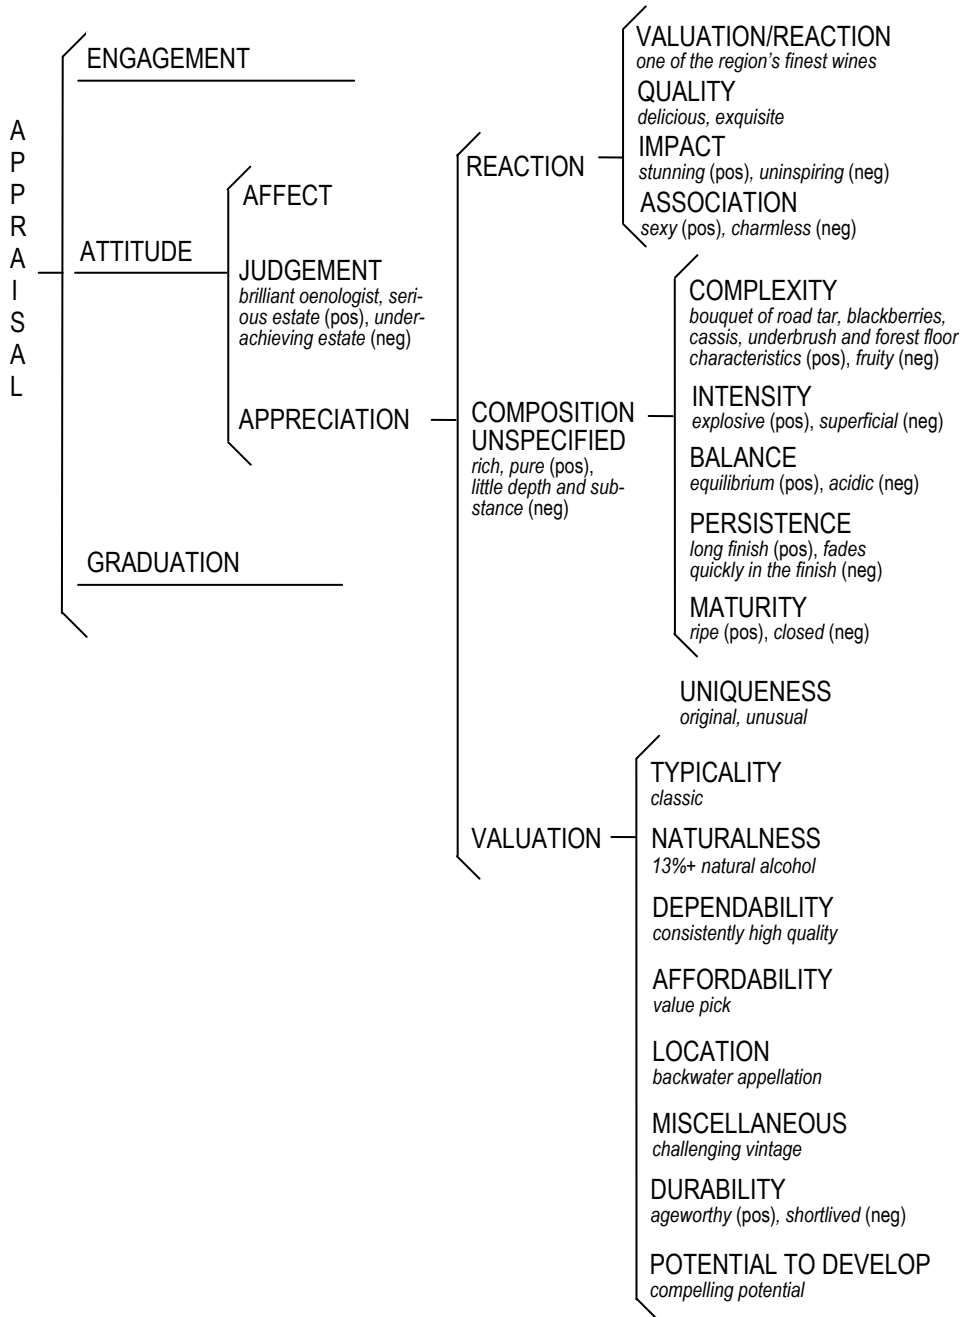 APPRAISAL
ENGAGEMENT
ATTITUDE
GRADUATION
AFFECT
JUDGEMENT
brilliant oenologist, seri-
ous estate (pos), under-
achieving estate (neg)
APPRECIATION
REACTION
COMPOSITION
UNSPECIFIED
rich, pure (pos),
little depth and sub-
stance (neg)
VALUATION
VALUATION/REACTION
one of the region's finest wines
QUALITY
delicious, exquisite
IMPACT
stunning (pos), uninspiring (neg)
ASSOCIATION
sexy (pos), charmless (neg)
COMPLEXITY
bouquet of road tar, blackberries,
cassis, underbrush and forest floor
characteristics (pos), fruity (neg)
INTENSITY
explosive (pos), superficial (neg)
BALANCE
equilibrium (pos), acidic (neg)
PERSISTENCE
long finish (pos), fades
quickly in the finish (neg)
MATURITY
ripe (pos), closed (neg)
UNIQUENESS
original, unusual
TYPICALITY
classic
NATURALNESS
13%+ natural alcohol
DEPENDABILITY
consistently high quality
AFFORDABILITY
value pick
LOCATION
backwater appellation
MISCELLANEOUS
challenging vintage
DURABILITY
ageworthy (pos), shortlived (neg)
POTENTIAL TO DEVELOP
compelling potential